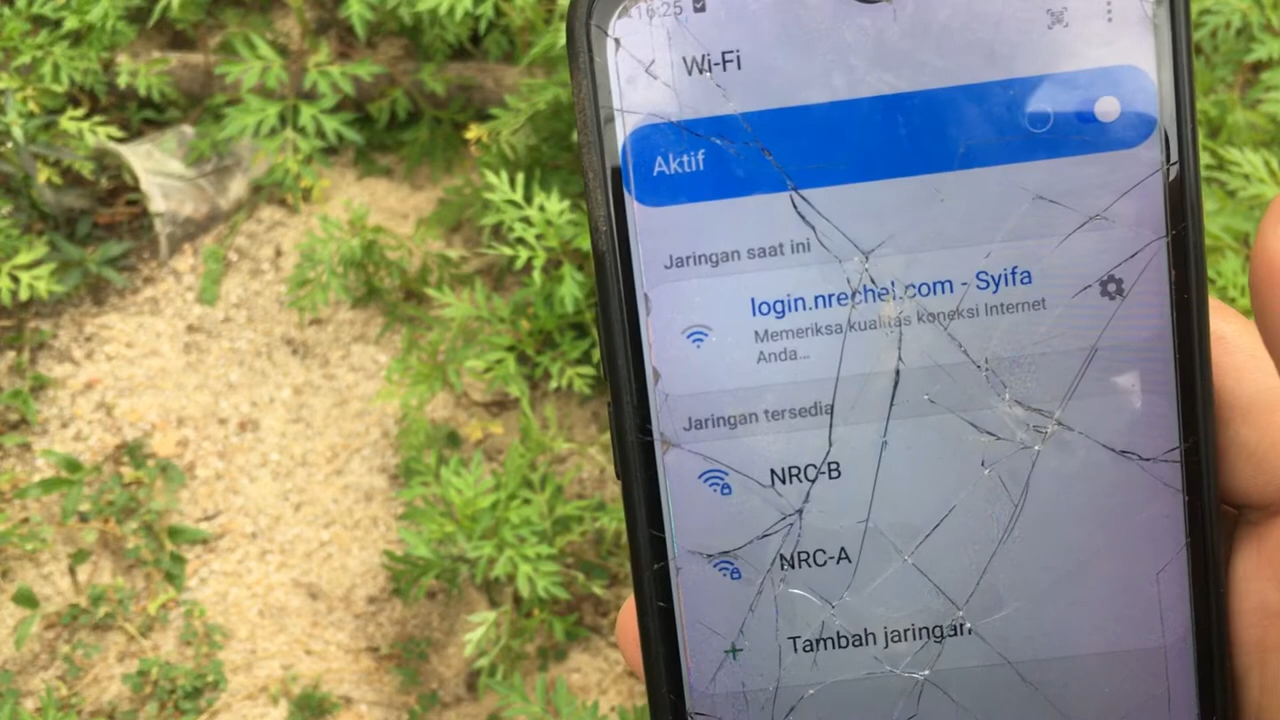 16:25
Wi-Fi
Aktif
Jaringan saat ini
login.nrechel.com - Syifa
Memeriksa kualitas koneksi Internet
Anda...
Jaringan tersedia
NRC-B
NRC-A
Tambah jaringan